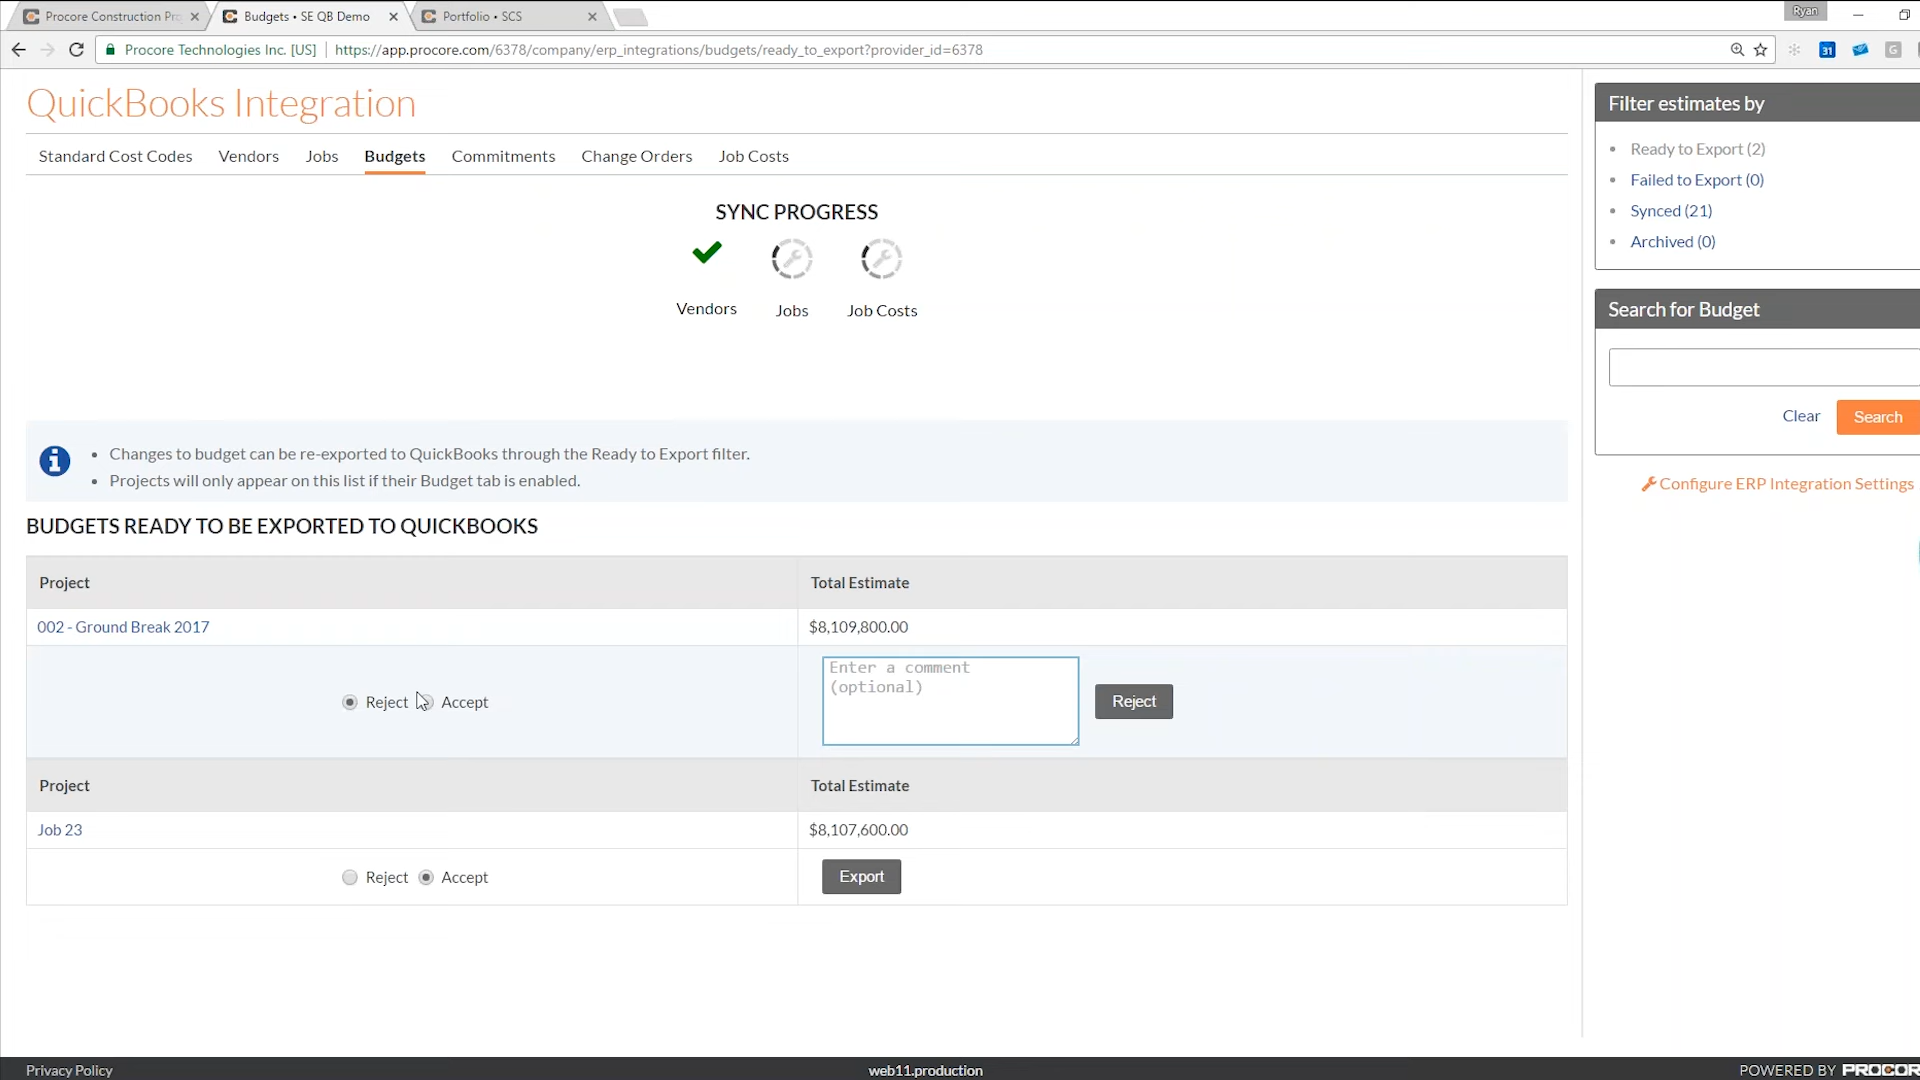 Procore Construction Pro
Budgets • SE QB Demo
Portfolio • SCS
Ryan
Procore Technologies Inc. [US]
https://app.procore.com/6378/company/erp_integrations/budgets/ready_to_export?provider_id=6378
31
G
QuickBooks Integration
Standard Cost Codes Vendors Jobs Budgets Commitments Change Orders Job Costs
SYNC PROGRESS
Vendors Jobs Job Costs
Changes to budget can be re-exported to QuickBooks through the Ready to Export filter.
Projects will only appear on this list if their Budget tab is enabled.
BUDGETS READY TO BE EXPORTED TO QUICKBOOKS
Project Total Estimate
002 - Ground Break 2017 $8,109,800.00
Reject Accept
Enter a comment
(optional)
Reject
Project Total Estimate
Job 23 $8,107,600.00
Reject Accept Export
Filter estimates by
Ready to Export (2)
Failed to Export (0)
Synced (21)
Archived (0)
Search for Budget
Clear Search
Configure ERP Integration Settings
Privacy Policy
web11.production
POWERED BY PROCOR